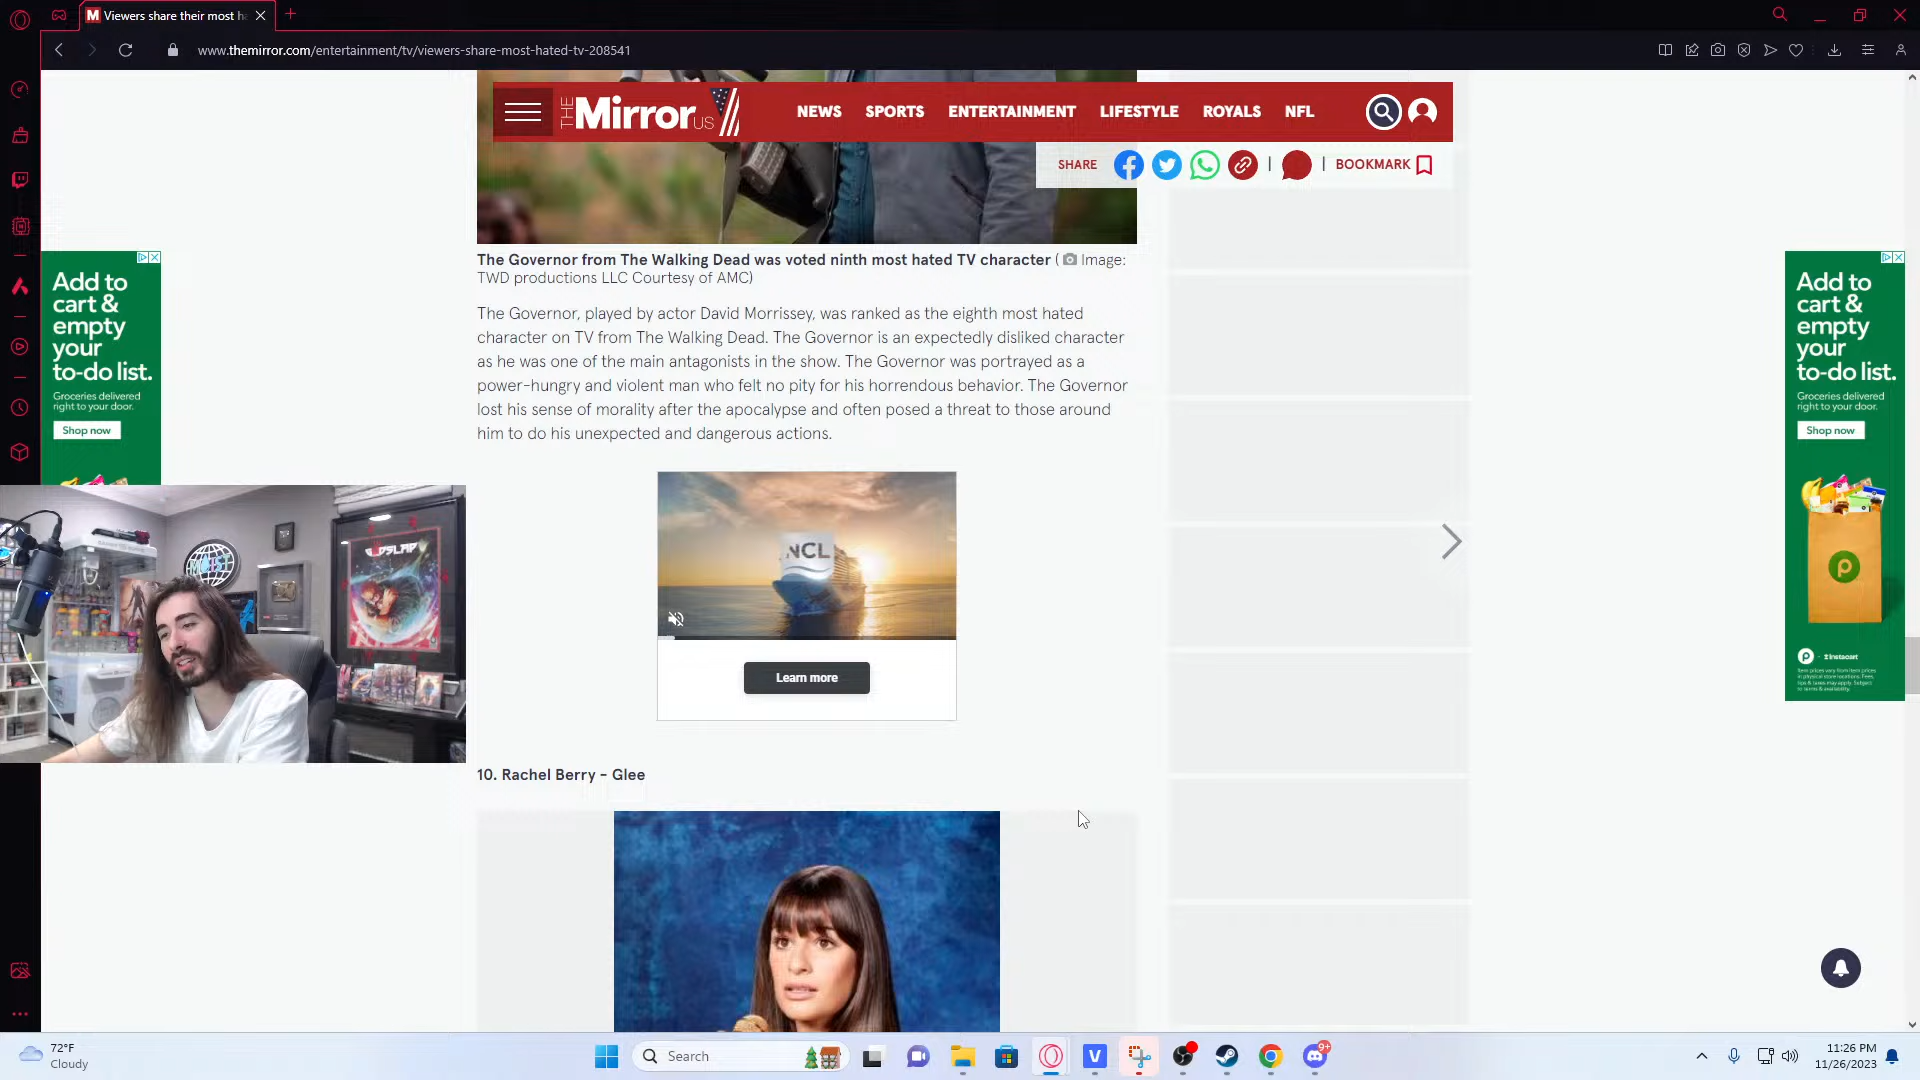 Viewers share their most h
www.themirror.com/entertainment/tv/viewers-share-most-hated-tv-208541
THE Mirror US
NEWS SPORTS ENTERTAINMENT LIFESTYLE ROYALS NFL
SHARE | | BOOKMARK
The Governor from The Walking Dead was voted ninth most hated TV character ( Image:
TWD productions LLC Courtesy of AMC)
The Governor, played by actor David Morrissey, was ranked as the eighth most hated
character on TV from The Walking Dead. The Governor is an expectedly disliked character
as he was one of the main antagonists in the show. The Governor was portrayed as a
power-hungry and violent man who felt no pity for his horrendous behavior. The Governor
lost his sense of morality after the apocalypse and often posed a threat to those around
him to do his unexpected and dangerous actions.
Add to
cart &
empty
your
to-do list.
Groceries delivered
right to your door.
Shop now
NCL
Learn more
10. Rachel Berry - Glee
Add to
cart &
empty
your
to-do list.
Groceries delivered
right to your door.
Shop now
instacart
MOIST
72°F
Cloudy
Search
V
9+
11:26 PM
11/26/2023